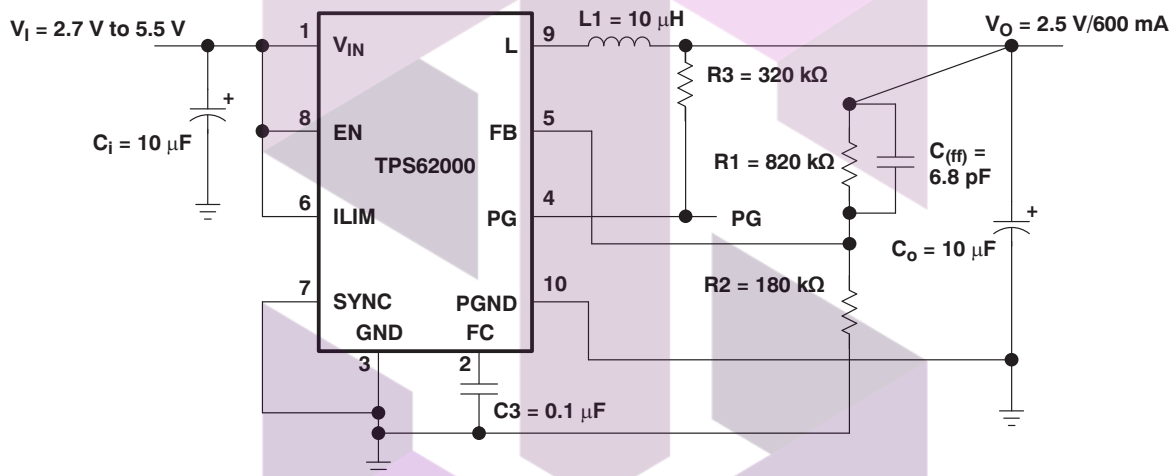 V_I = 2.7 V to 5.5 V
C_i = 10 μF
1
8
6
7
3
2
9
5
4
10
V_IN
EN
ILIM
SYNC
GND
FC
PGND
PG
FB
L
TPS62000
C3 = 0.1 μF
L1 = 10 μH
R3 = 320 kΩ
PG
R1 = 820 kΩ
R2 = 180 kΩ
C_(ff) =
6.8 pF
V_O = 2.5 V/600 mA
C_o = 10 μF
+
+